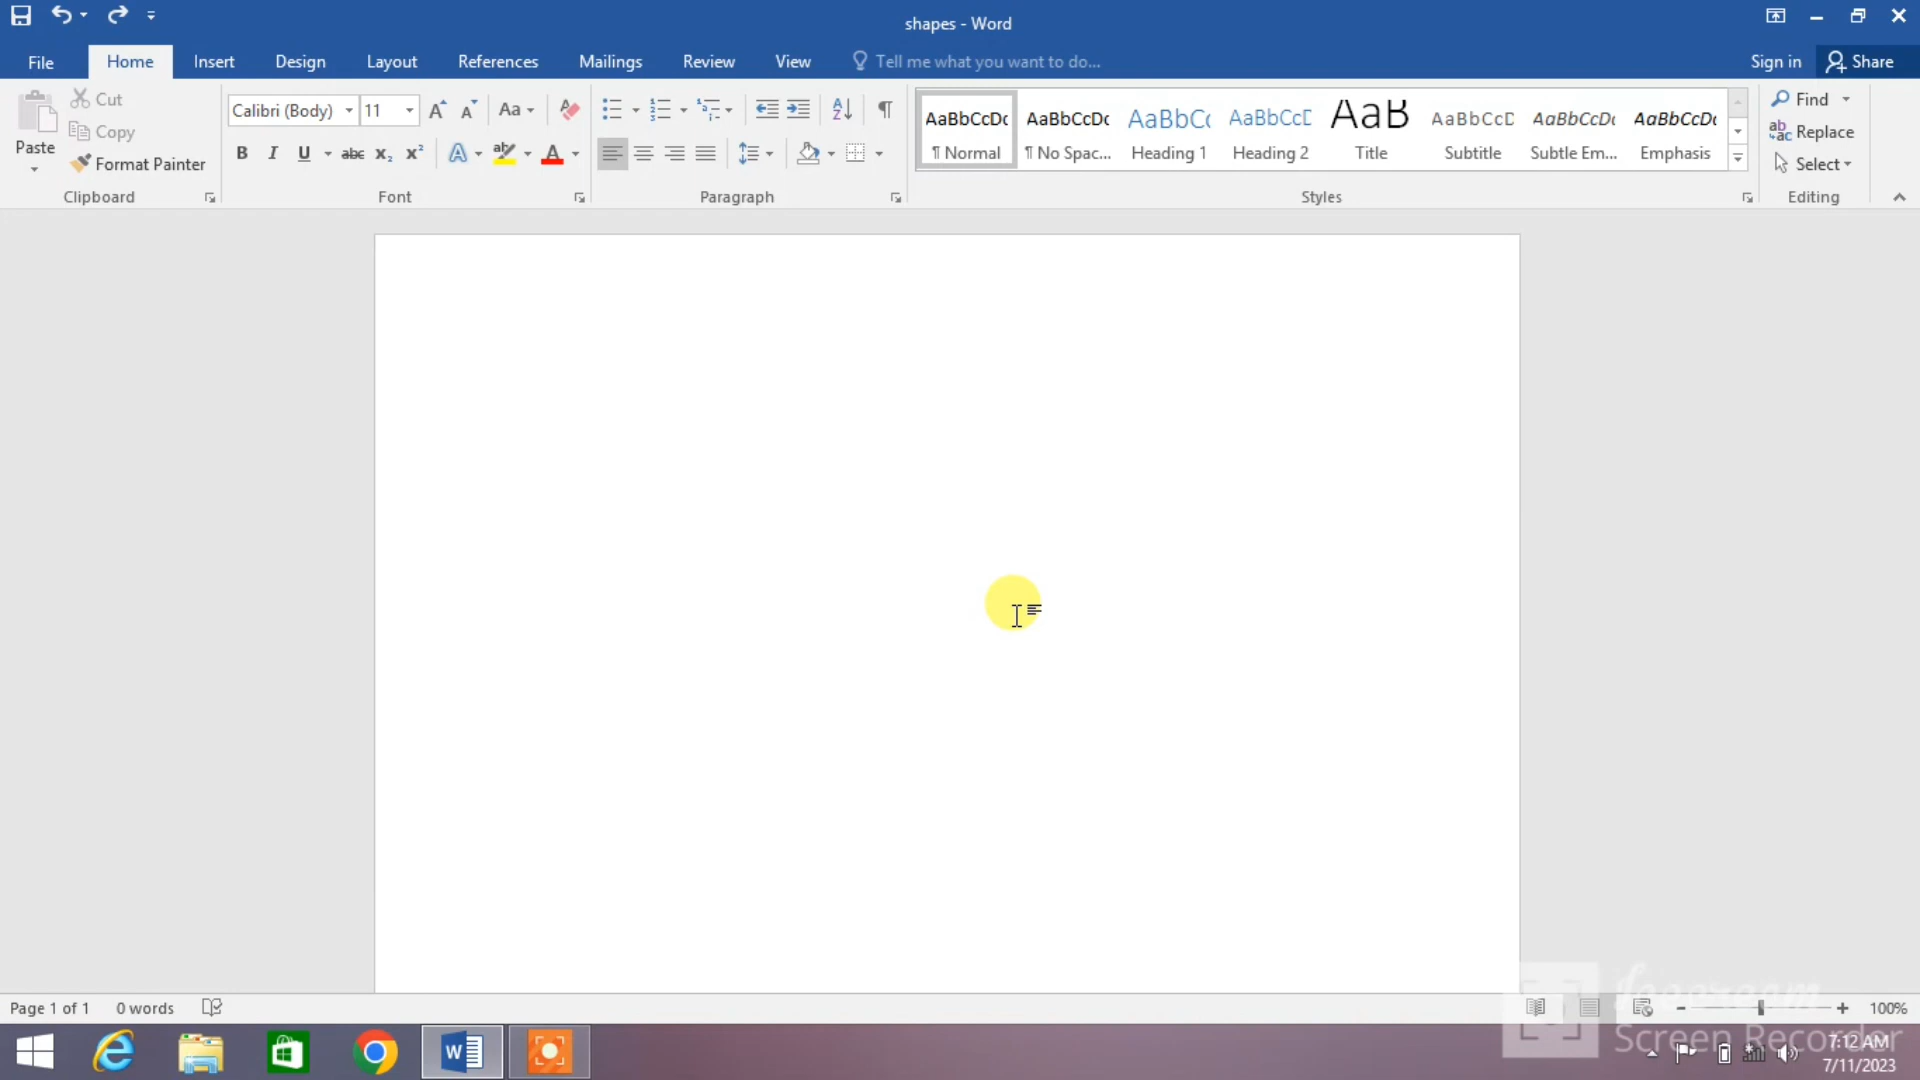 shapes - Word
File Home Insert Design Layout References Mailings Review View Tell me what you want to do... Sign in Share
Paste
Cut
Copy
Format Painter
Clipboard
Calibri (Body) 11 Aa
B I U abc X₂ X² A A
Font
Paragraph
AaBbCcDc ¶ Normal
AaBbCcDc ¶ No Spac...
AaBbCc Heading 1
AaBbCcD Heading 2
AaB Title
AaBbCcD Subtitle
AaBbCcDc Subtle Em...
AaBbCcDc Emphasis
Styles
Find
Replace
Select
Editing
Page 1 of 1 0 words 100%
Screen Recorder
7:12 AM
7/11/2023